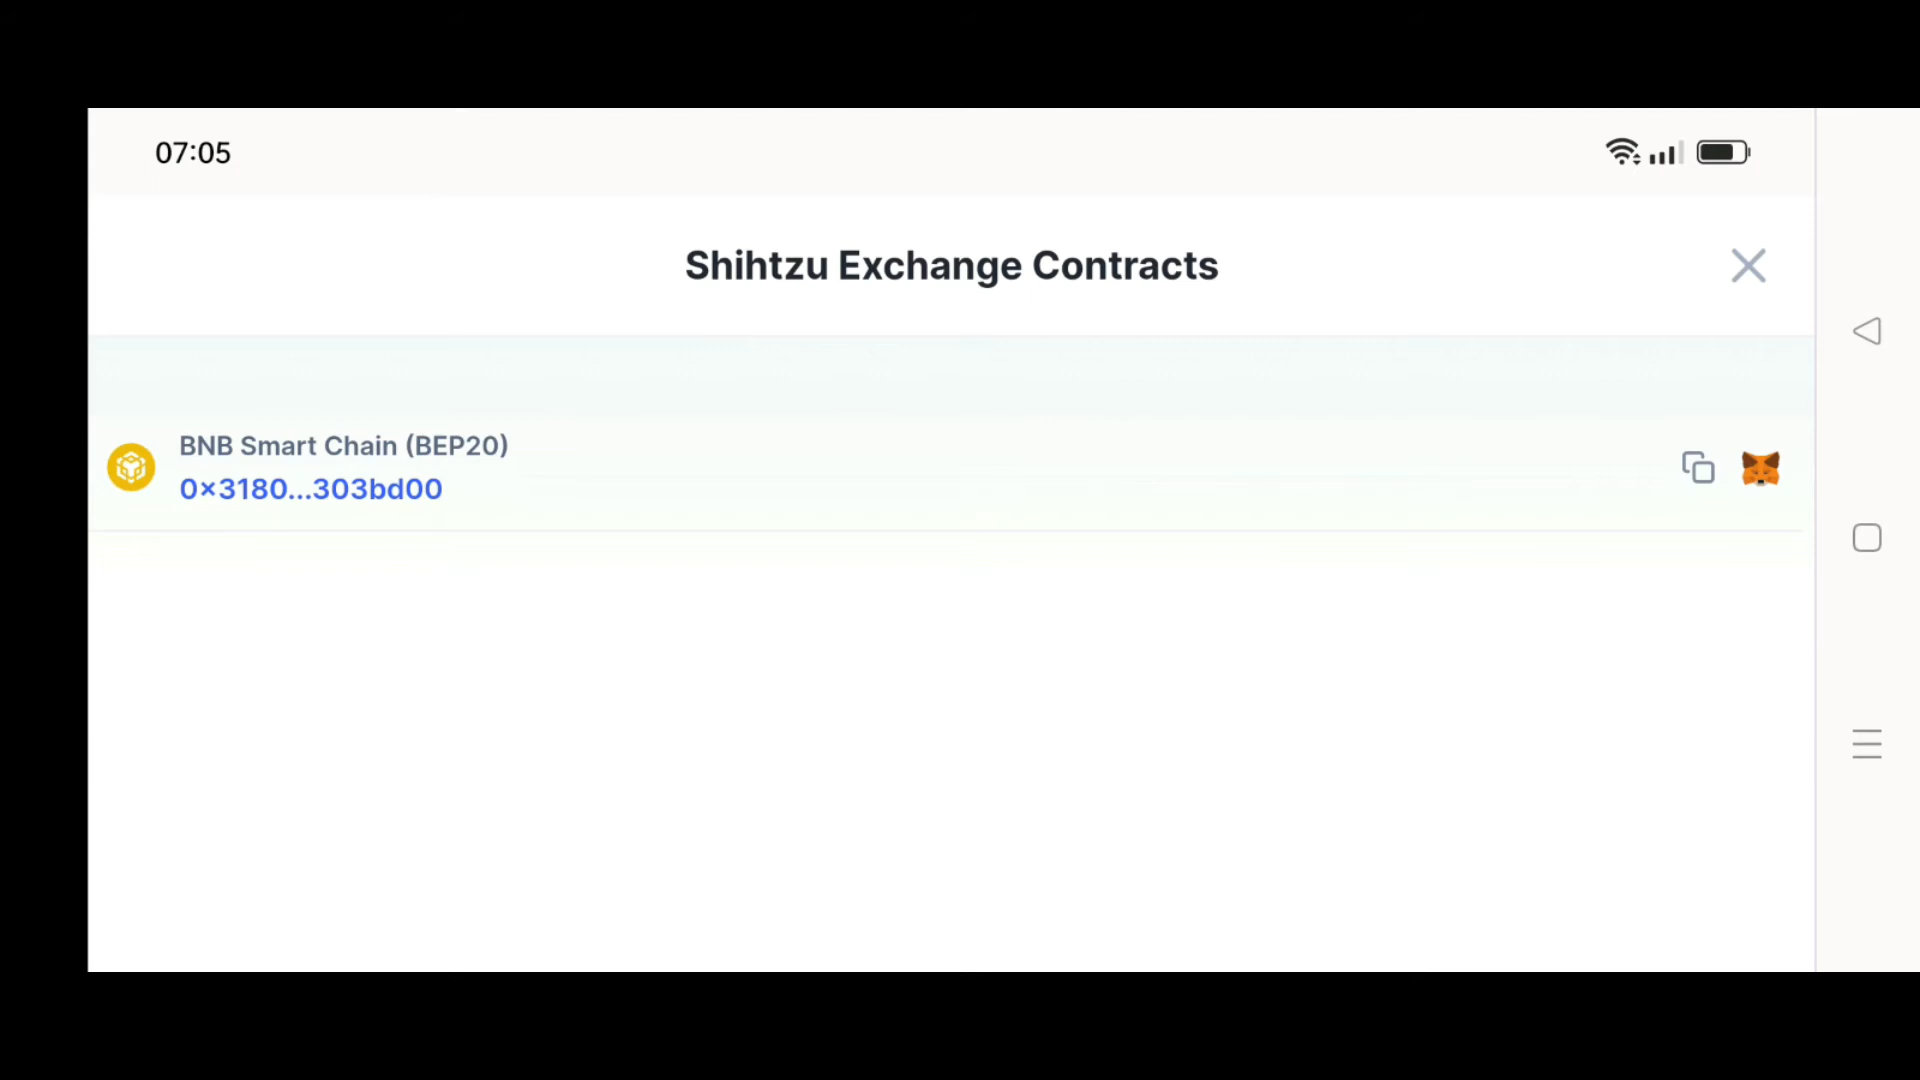 07:05
Shihtzu Exchange Contracts
BNB Smart Chain (BEP20)
0x3180...303bd00